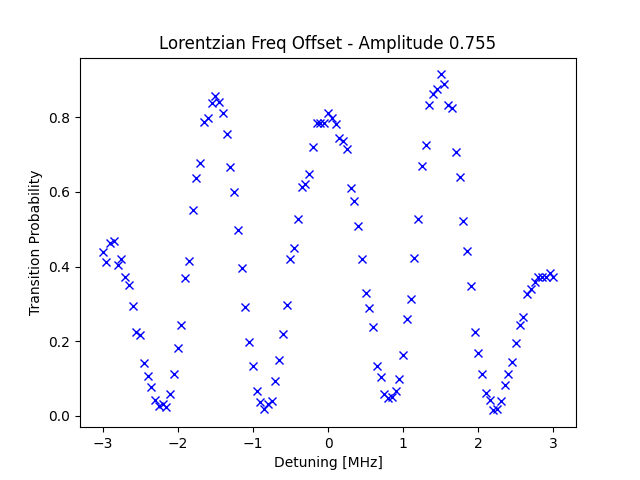 Lorentzian Freq Offset - Amplitude 0.755
Transition Probability
0.8
0.6
0.4
0.2
0.0
−3 −2 −1 0 1 2 3
Detuning [MHz]